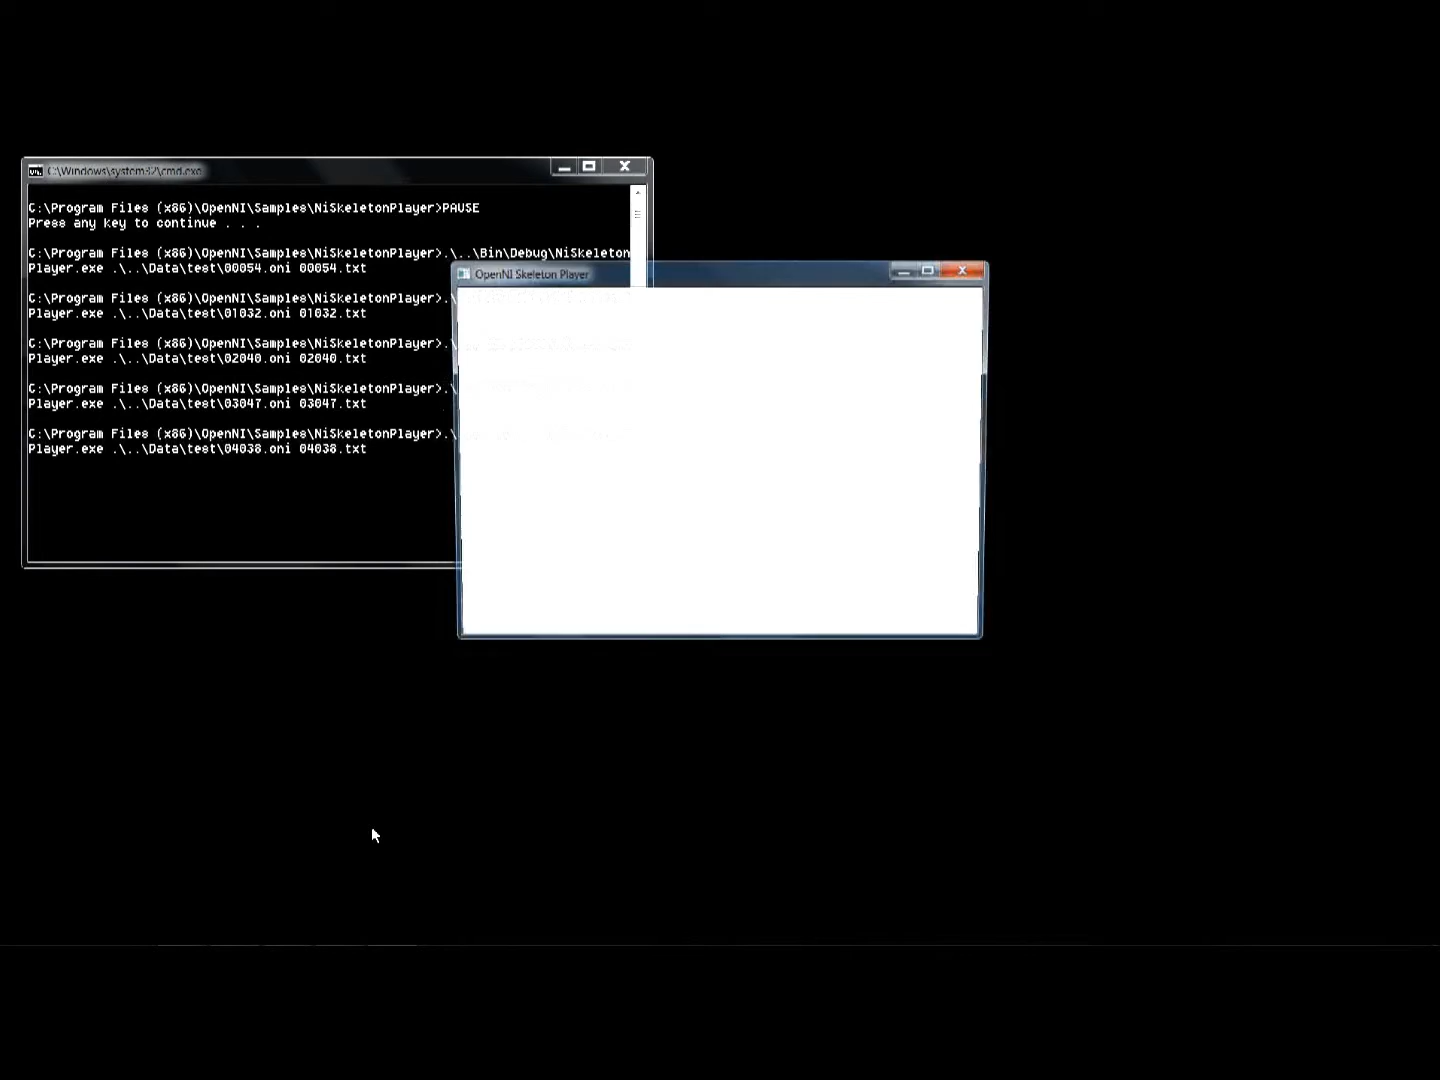 C:\Windows\system32\cmd.exe
C:\Program Files (x86)\OpenNI\Samples\NiSkeletonPlayer>PAUSE
Press any key to continue . . .
C:\Program Files (x86)\OpenNI\Samples\NiSkeletonPlayer>.\..\Bin\Debug\NiSkeleton
Player.exe .\..\Data\test\00054.oni 00054.txt
OpenNI Skeleton Player
C:\Program Files (x86)\OpenNI\Samples\NiSkeletonPlayer>.\
Player.exe .\..\Data\test\01032.oni 01032.txt
C:\Program Files (x86)\OpenNI\Samples\NiSkeletonPlayer>.\
Player.exe .\..\Data\test\02040.oni 02040.txt
C:\Program Files (x86)\OpenNI\Samples\NiSkeletonPlayer>.\
Player.exe .\..\Data\test\03047.oni 03047.txt
C:\Program Files (x86)\OpenNI\Samples\NiSkeletonPlayer>.\
Player.exe .\..\Data\test\04038.oni 04038.txt